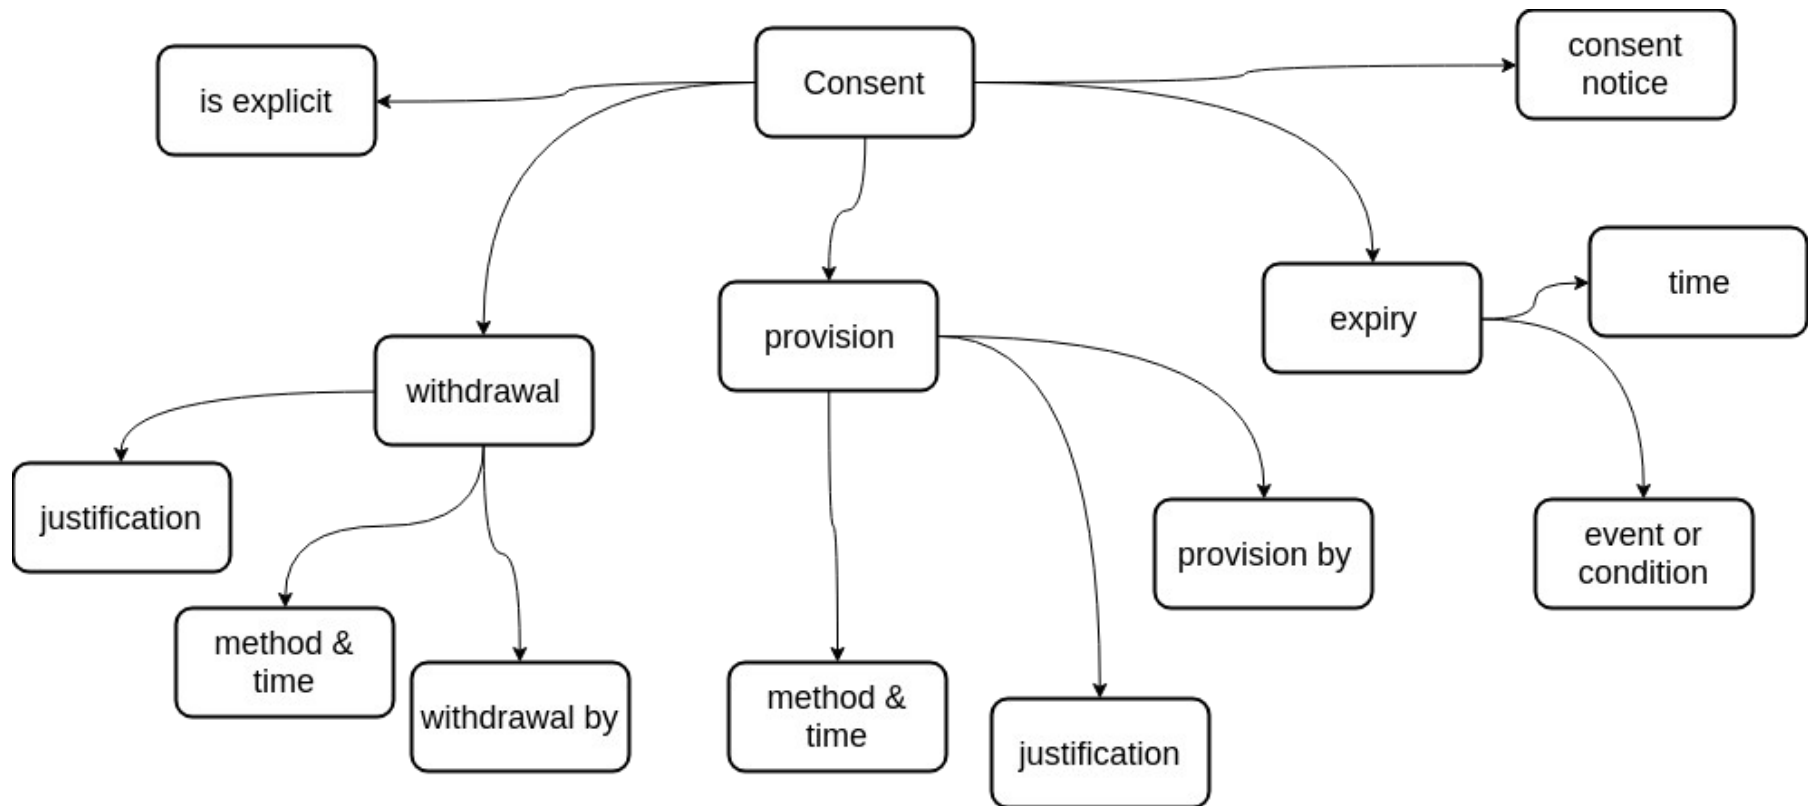 consent
notice
Consent
is explicit
time
provision
expiry
withdrawal
justification
provision by
event or
condition
method &
time
withdrawal by
method &
time
justification